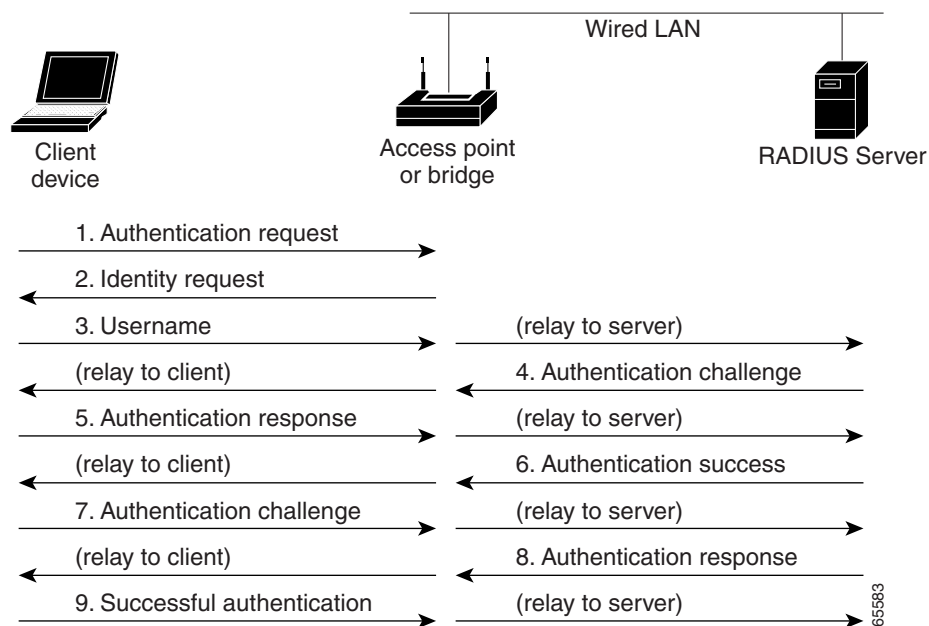 Wired LAN
Client
device
Access point
or bridge
RADIUS Server
1. Authentication request
2. Identity request
3. Username
(relay to server)
(relay to client)
4. Authentication challenge
5. Authentication response
(relay to server)
(relay to client)
6. Authentication success
7. Authentication challenge
(relay to server)
(relay to client)
8. Authentication response
9. Successful authentication
(relay to server)
65583